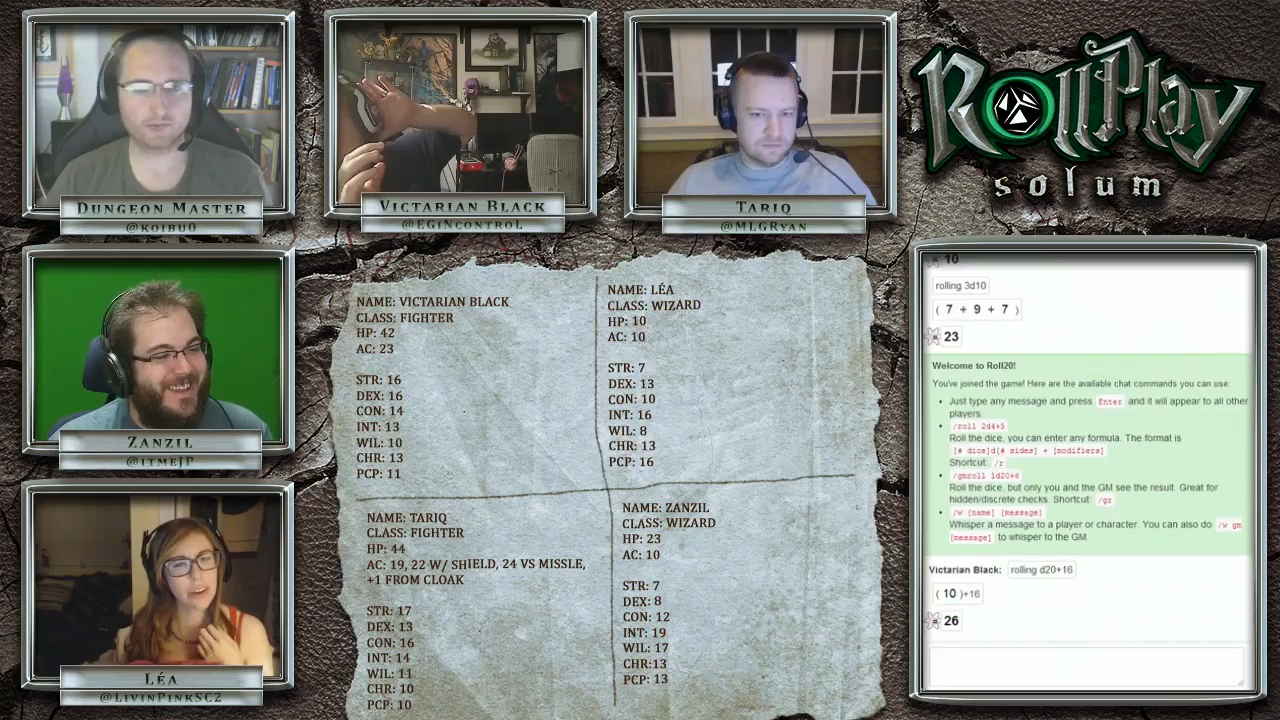 DUNGEON MASTER
@KOIBU0
VICTARIAN BLACK
@EGINCONTROL
TARIQ
@MLGRYAN
ROLLPLAY
solum
ZANZIL
@ITMEJP
LÉA
@LIVINPINKSC2
NAME: VICTARIAN BLACK
CLASS: FIGHTER
HP: 42
AC: 23
STR: 16
DEX: 16
CON: 14
INT: 13
WIL: 10
CHR: 13
PCP: 11
NAME: LÉA
CLASS: WIZARD
HP: 10
AC: 10
STR: 7
DEX: 13
CON: 10
INT: 16
WIL: 8
CHR: 13
PCP: 16
NAME: TARIQ
CLASS: FIGHTER
HP: 44
AC: 19, 22 W/ SHIELD, 24 VS MISSLE,
+1 FROM CLOAK
STR: 17
DEX: 13
CON: 16
INT: 14
WIL: 11
CHR: 10
PCP: 10
NAME: ZANZIL
CLASS: WIZARD
HP: 23
AC: 10
STR: 7
DEX: 8
CON: 12
INT: 19
WIL: 17
CHR:13
PCP: 13
10
rolling 3d10
( 7 + 9 + 7 )
23
Welcome to Roll20!
You've joined the game! Here are the available chat commands you can use:
Just type any message and press Enter and it will appear to all other
players.
/roll 2d4+5
Roll the dice, you can enter any formula. The format is
[# dice]d[# sides] + [modifiers]
Shortcut: /r
/gmroll 1d20+6
Roll the dice, but only you and the GM see the result. Great for
hidden/discrete checks. Shortcut: /gr
/w [name] [message]
Whisper a message to a player or character. You can also do /w gm
[message] to whisper to the GM.
Victarian Black: rolling d20+16
( 10 )+16
26